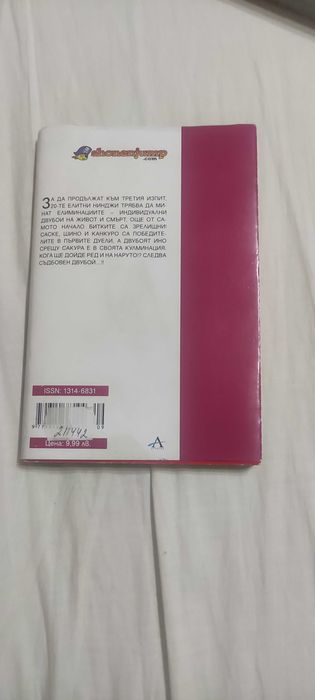 shonenjump
.com
ЗА ДА ПРОДЪЛЖАТ КЪМ ТРЕТИЯ ИЗПИТ,
20-ТЕ ЕЛИТНИ НИНДЖИ ТРЯБВА ДА МИ-
НАТ ЕЛИМИНАЦИИТЕ – ИНДИВИДУАЛНИ
ДВУБОИ НА ЖИВОТ И СМЪРТ. ОЩЕ ОТ СА-
МОТО НАЧАЛО БИТКИТЕ СА ЗРЕЛИЩНИ:
САСКЕ, ШИНО И КАНКУРО СА ПОБЕДИТЕ-
ЛИТЕ В ПЪРВИТЕ ДУЕЛИ, А ДВУБОЯТ ИНО
СРЕЩУ САКУРА Е В СВОЯТА КУЛМИНАЦИЯ.
КОГА ЩЕ ДОЙДЕ РЕД И НА НАРУТО!? СЛЕДВА
СЪДБОВЕН ДВУБОЙ...!!
ISSN: 1314-6831
211442
Цена: 9,99 лв.
A